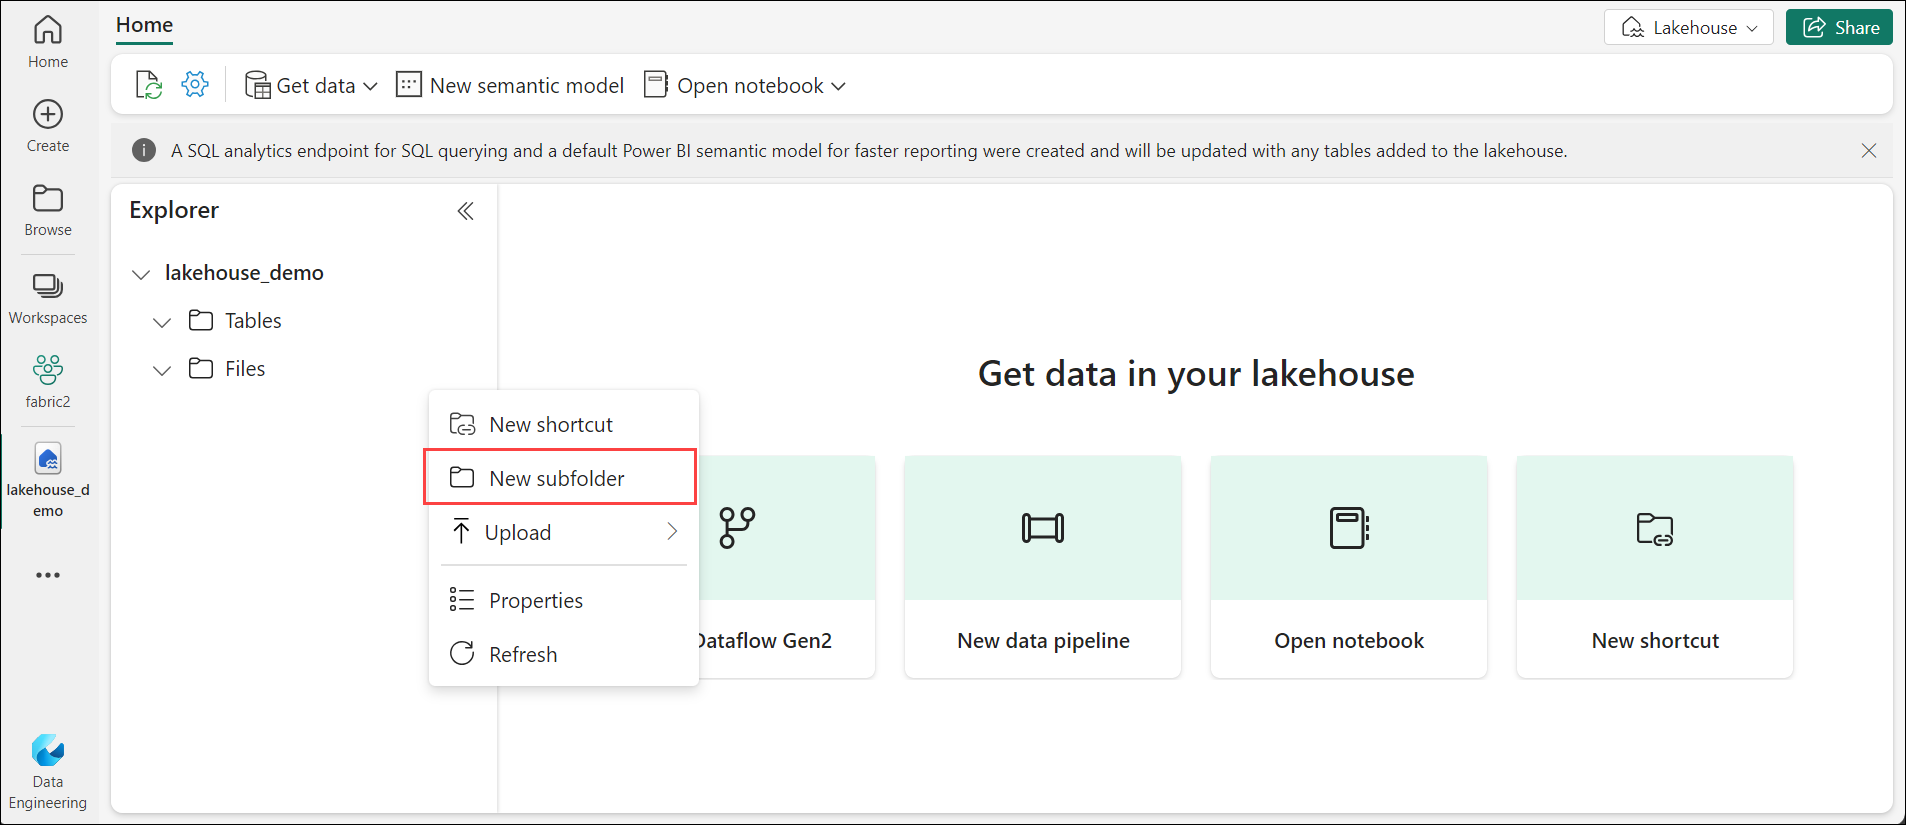 Home
Lakehouse
Share
Home
Create
Browse
Workspaces
fabric2
lakehouse_d
emo
Data
Engineering
Get data
New semantic model
Open notebook
A SQL analytics endpoint for SQL querying and a default Power BI semantic model for faster reporting were created and will be updated with any tables added to the lakehouse.
Explorer
lakehouse_demo
Tables
Files
New shortcut
New subfolder
Upload
Properties
Refresh
Get data in your lakehouse
Dataflow Gen2
New data pipeline
Open notebook
New shortcut